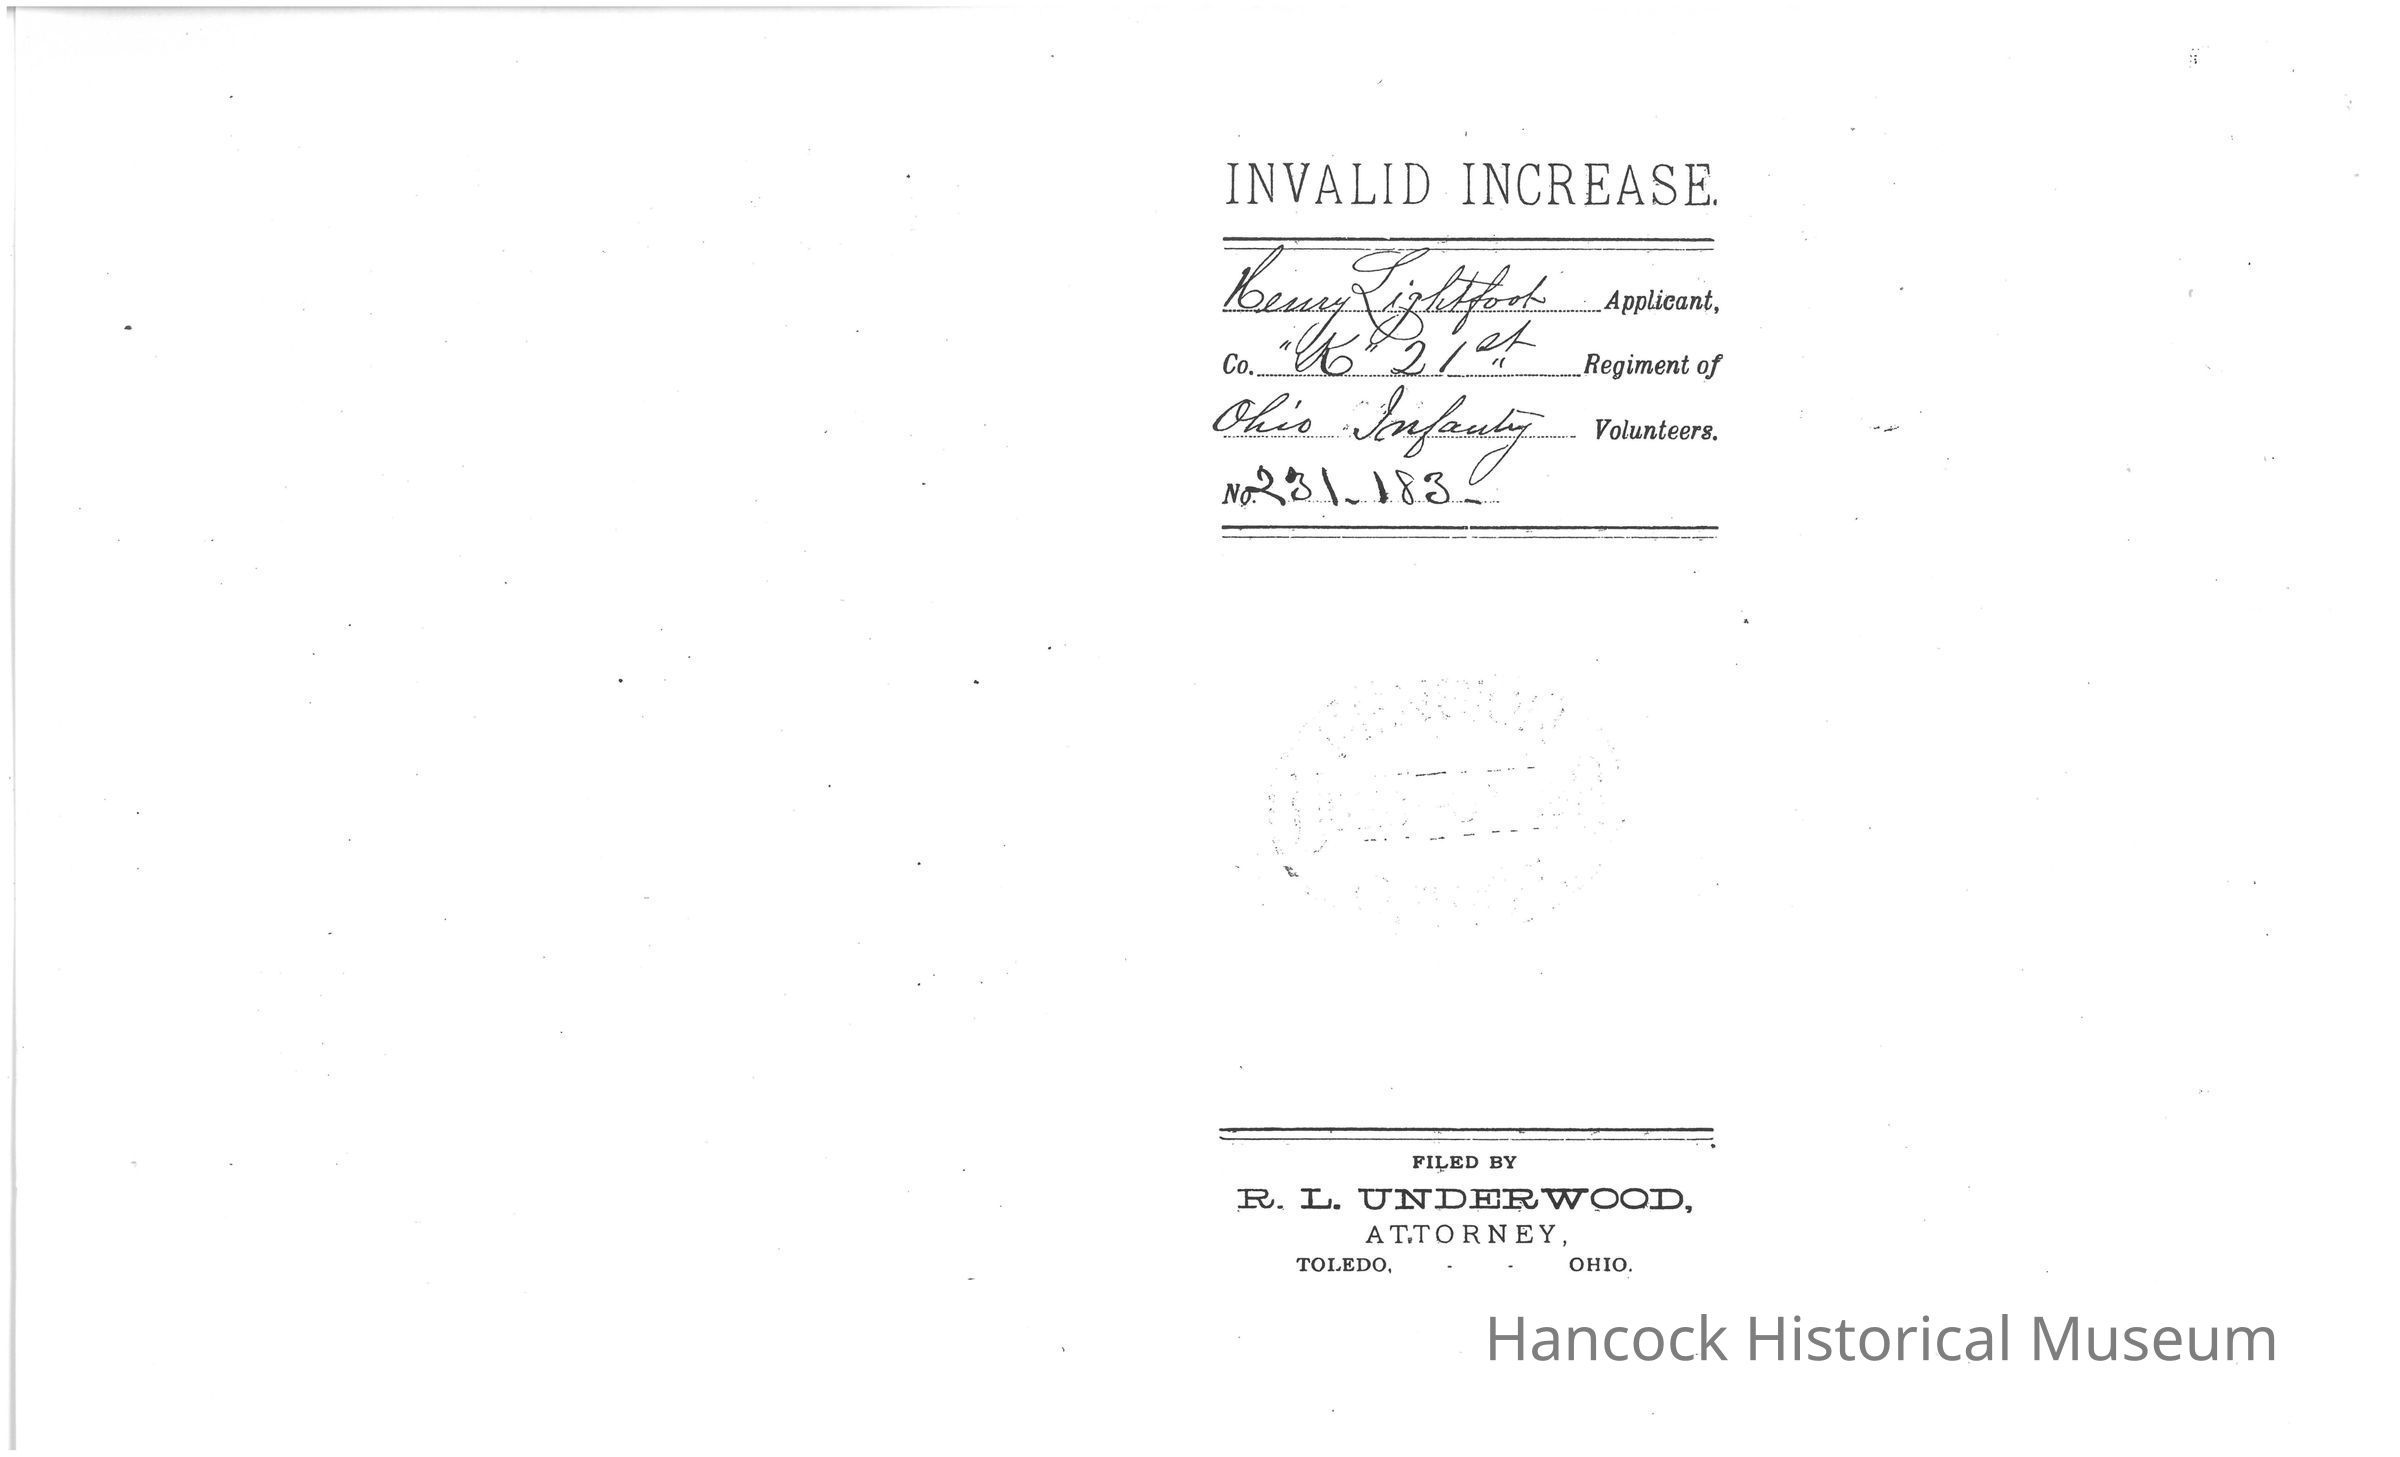 INVALID INCREASE.
Henry Lightfoot Applicant,
Co. "K" 21st Regiment of
Ohio Infantry Volunteers.
No. 231-183-
FILED BY
R. L. UNDERWOOD,
ATTORNEY,
TOLEDO, - - OHIO.
Hancock Historical Museum